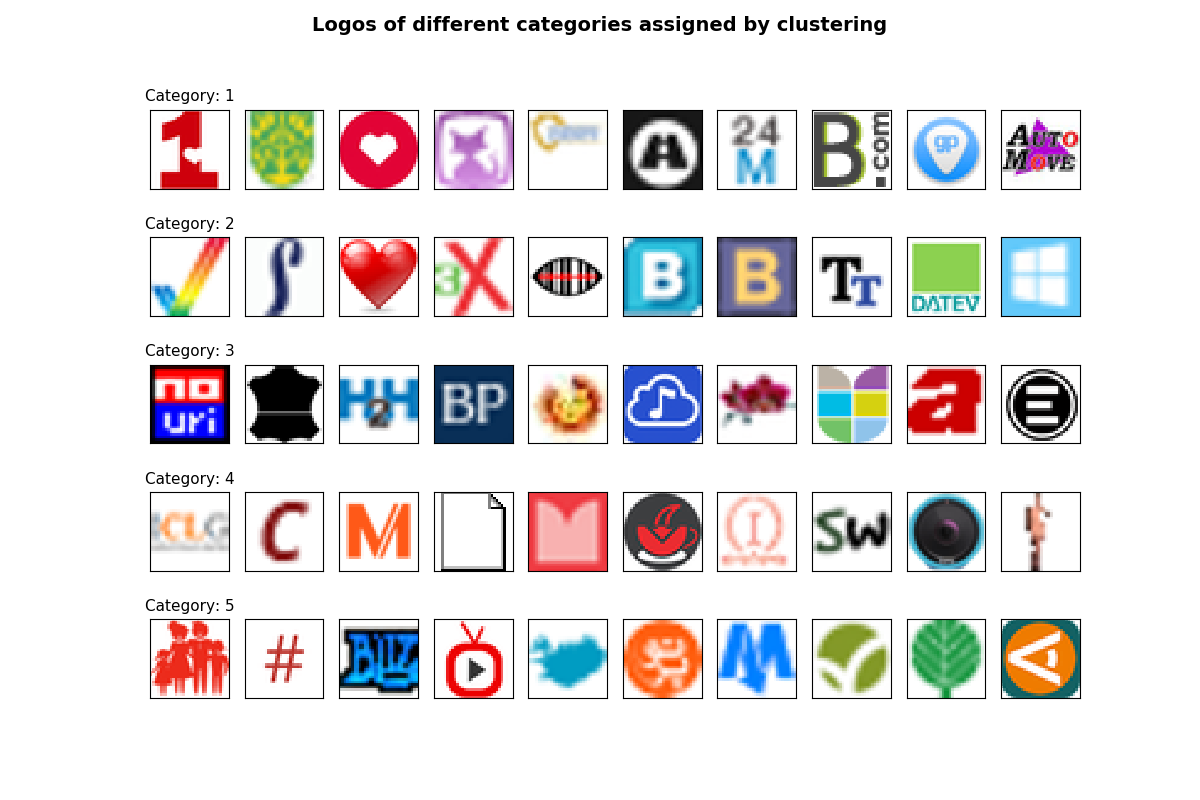 Logos of different categories assigned by clustering
Category: 1
1
24
M
B.com
gp
AUTO
MOVE
Category: 2
3X
B
B
TT
DATEV
Category: 3
no
uri
H2H
BP
a
Category: 4
CLG
C
M
I
SW
Category: 5
#